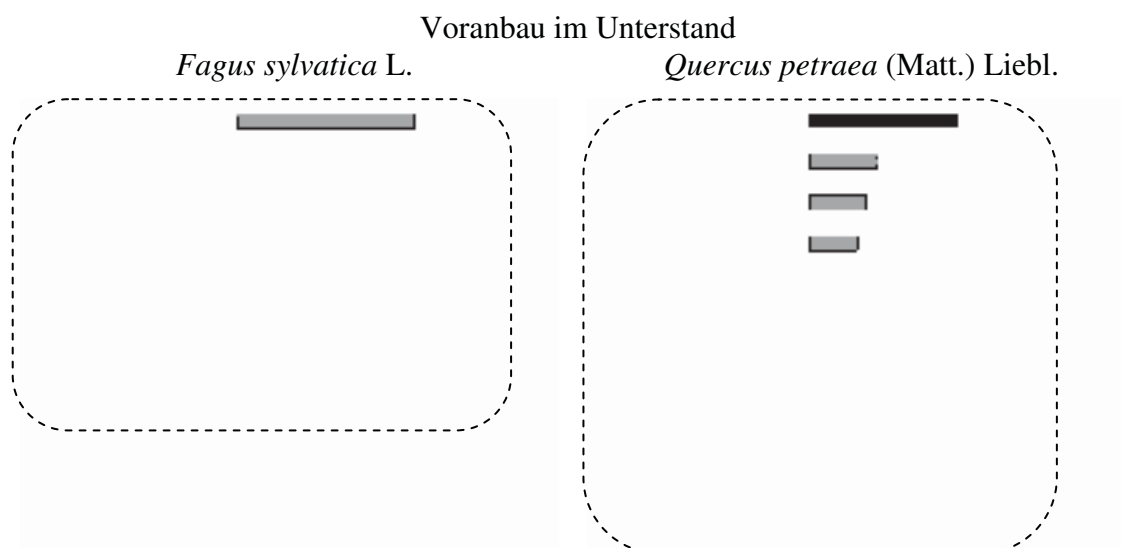 Voranbau im Unterstand
Fagus sylvatica L.
Quercus petraea (Matt.) Liebl.